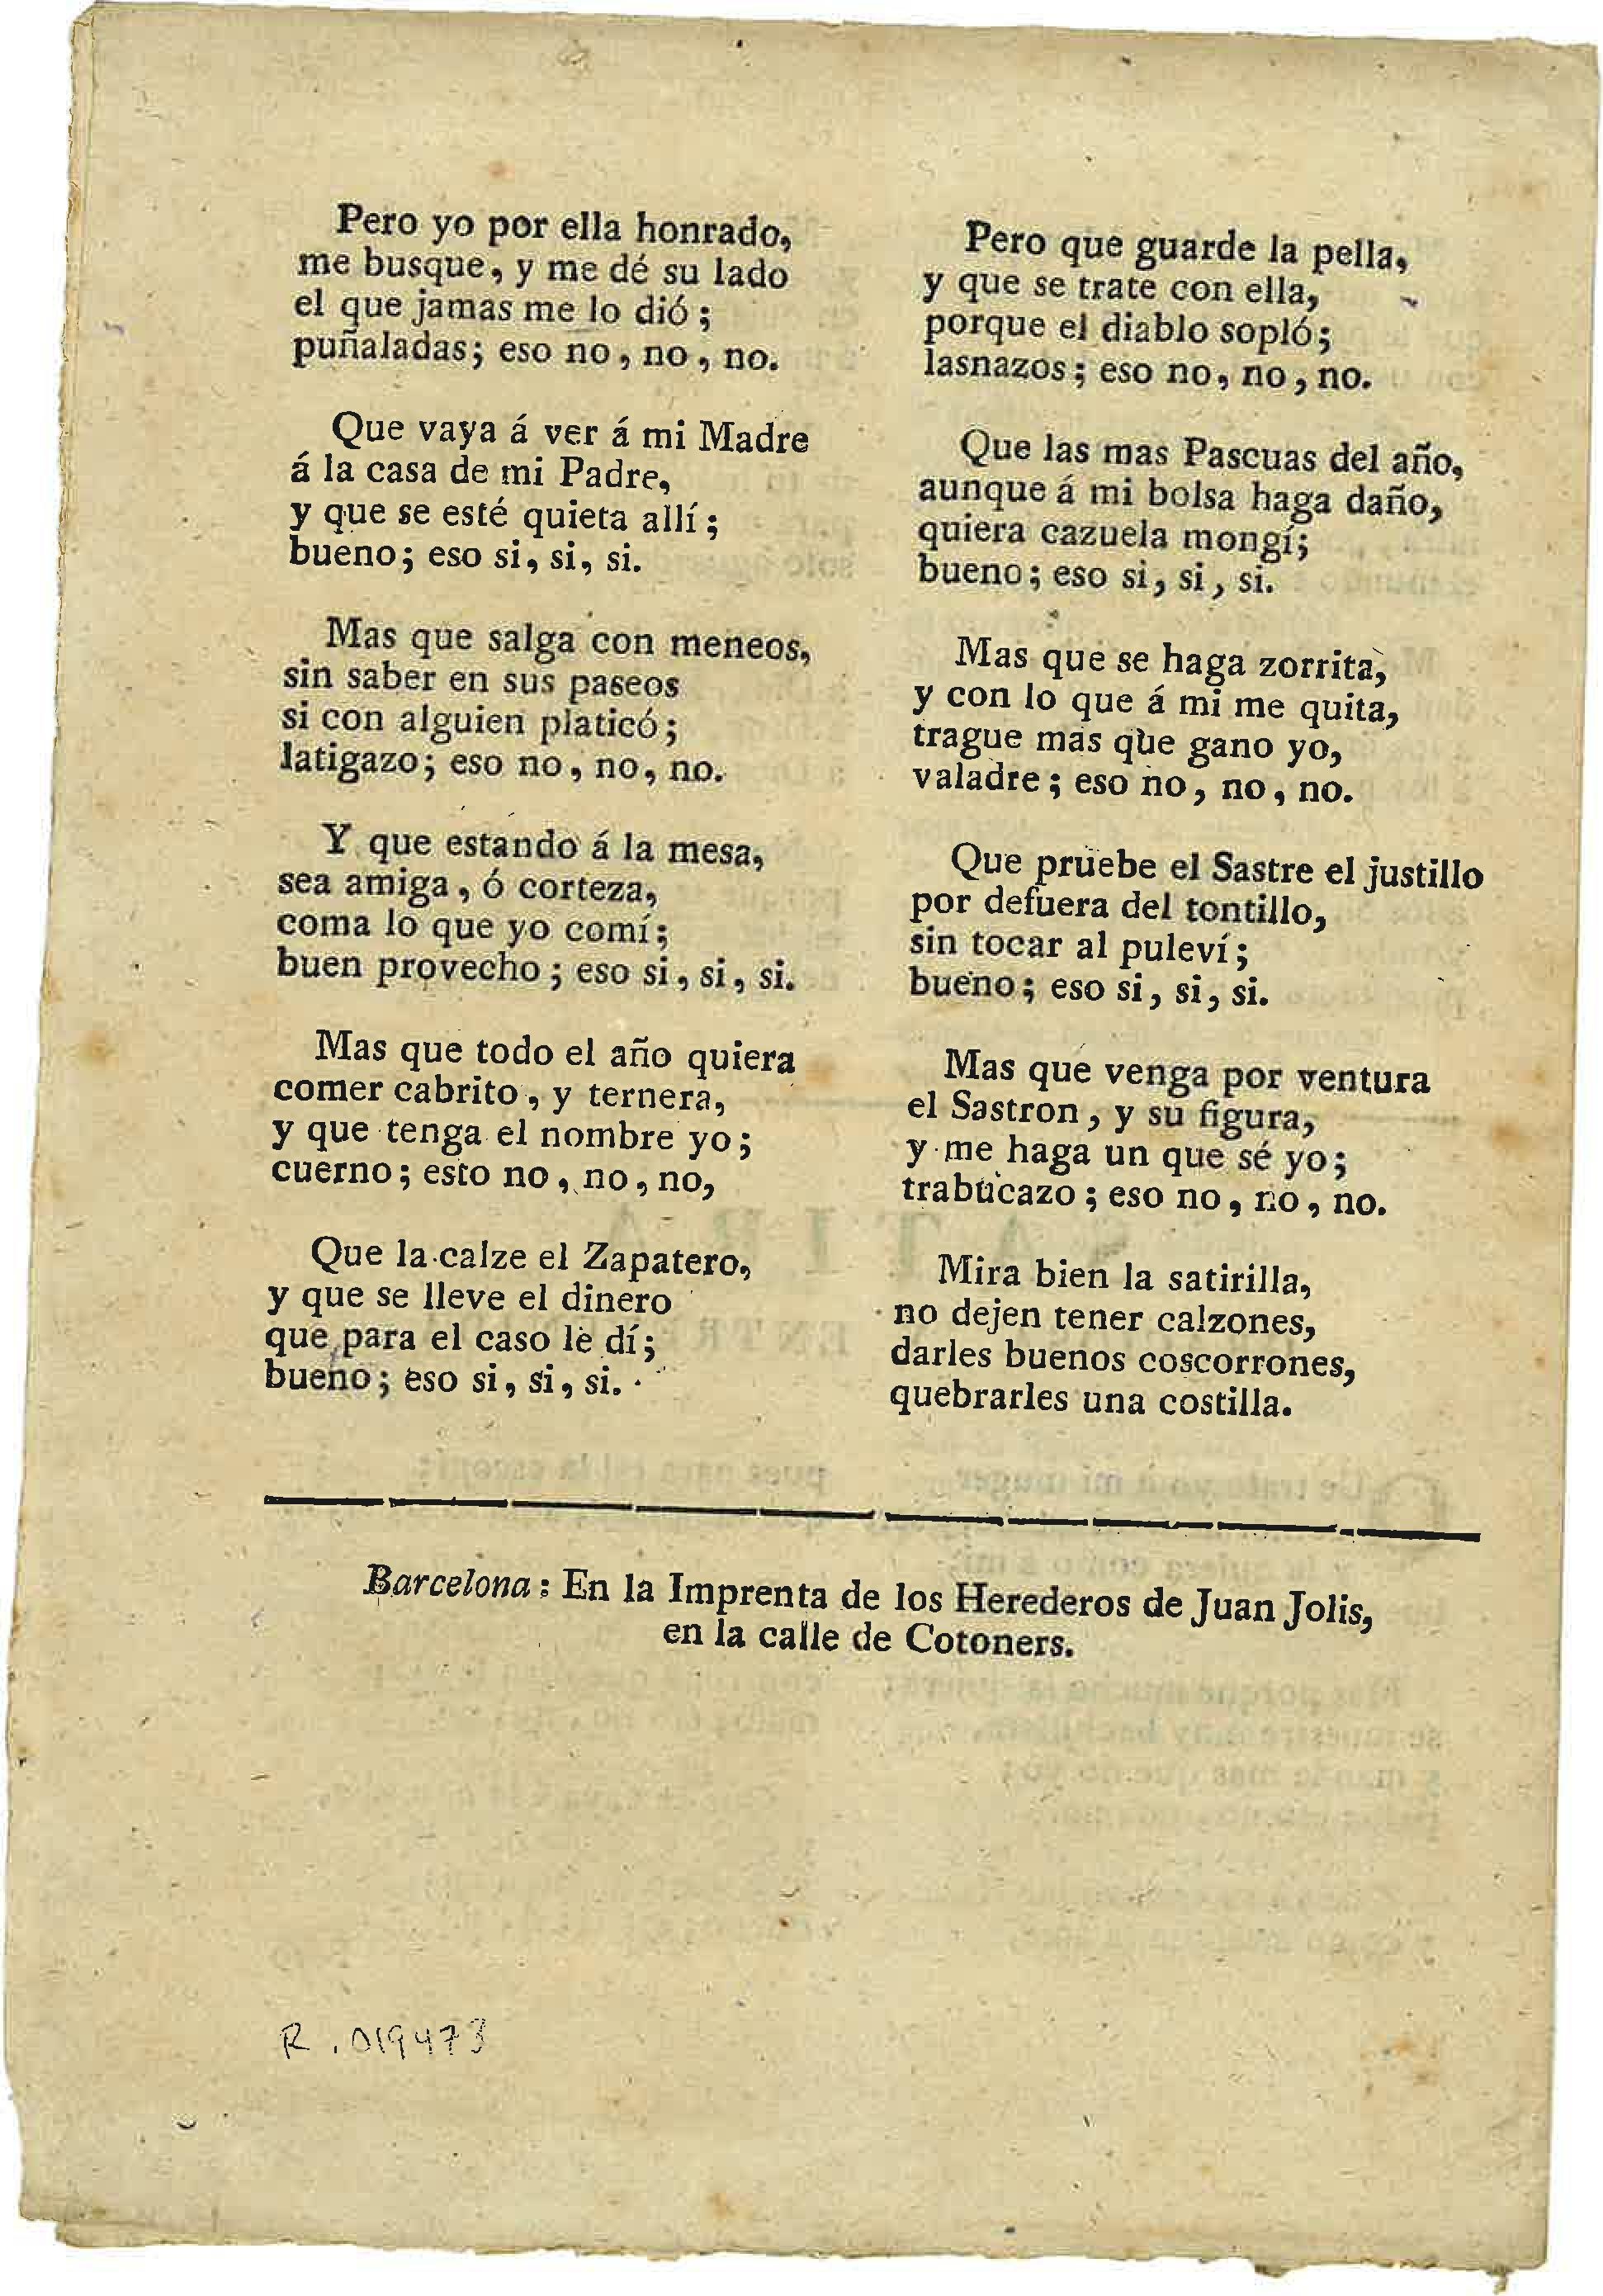 Pero yo por ella honrado,
me busque, y me dé su lado
el que jamas me lo dió;
puñaladas; eso no, no, no.
Que vaya á ver á mi Madre
á la casa de mi Padre,
y que se esté quieta allí;
bueno; eso si, si, si.
Mas que salga con meneos,
sin saber en sus paseos
si con alguien platicó;
latigazo; eso no, no, no.
Y que estando á la mesa,
sea amiga, ó corteza,
coma lo que yo comí;
buen provecho; eso si, si, si.
Mas que todo el año quiera
comer cabrito, y ternera,
y que tenga el nombre yo;
cuerno; esto no, no, no,
Que la calze el Zapatero,
y que se lleve el dinero
que para el caso le dí;
bueno; eso si, si, si.
Pero que guarde la pella,
y que se trate con ella,
porque el diablo sopló;
lasnazos; eso no, no, no.
Que las mas Pascuas del año,
aunque á mi bolsa haga daño,
quiera cazuela mongí;
bueno; eso si, si, si.
Mas que se haga zorrita,
y con lo que á mi me quita,
trague mas que gano yo,
valadre; eso no, no, no.
Que pruebe el Sastre el justillo
por defuera del tontillo,
sin tocar al puleví;
bueno; eso si, si, si.
Mas que venga por ventura
el Sastron, y su figura,
y me haga un que sé yo;
trabucazo; eso no, no, no.
Mira bien la satirilla,
no dejen tener calzones,
darles buenos coscorrones,
quebrarles una costilla.
Barcelona: En la Imprenta de los Herederos de Juan Jolis,
en la calle de Cotoners.
R. 019473